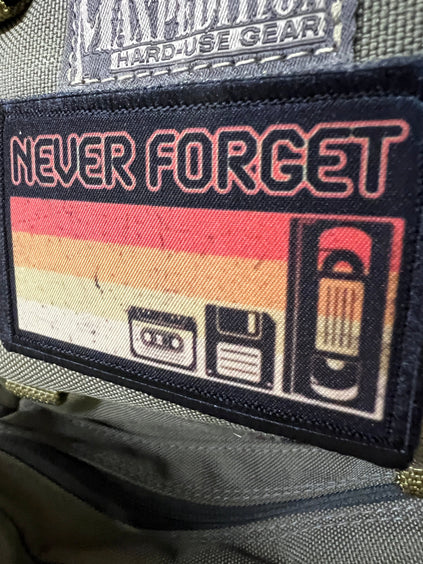 MAXPEDITION
HARD-USE GEAR
NEVER FORGET